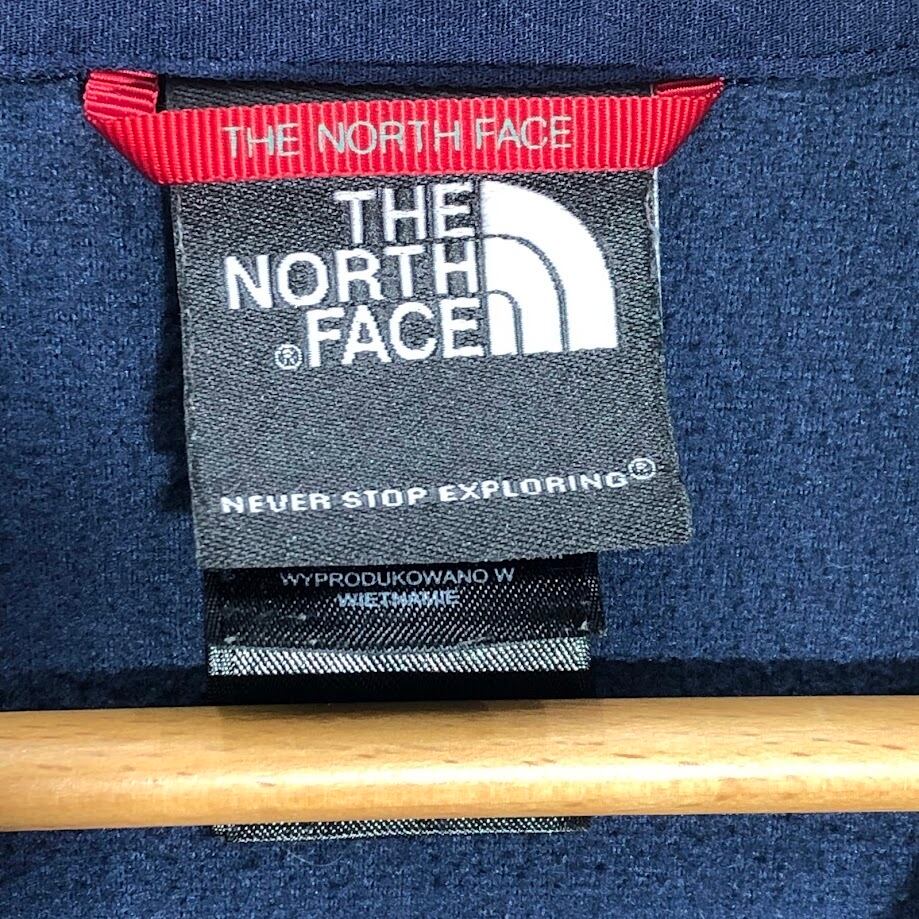 THE NORTH FACE
THE
NORTH
®FACE
NEVER STOP EXPLORING®
WYPRODUKOWANO W
WIETNAMIE